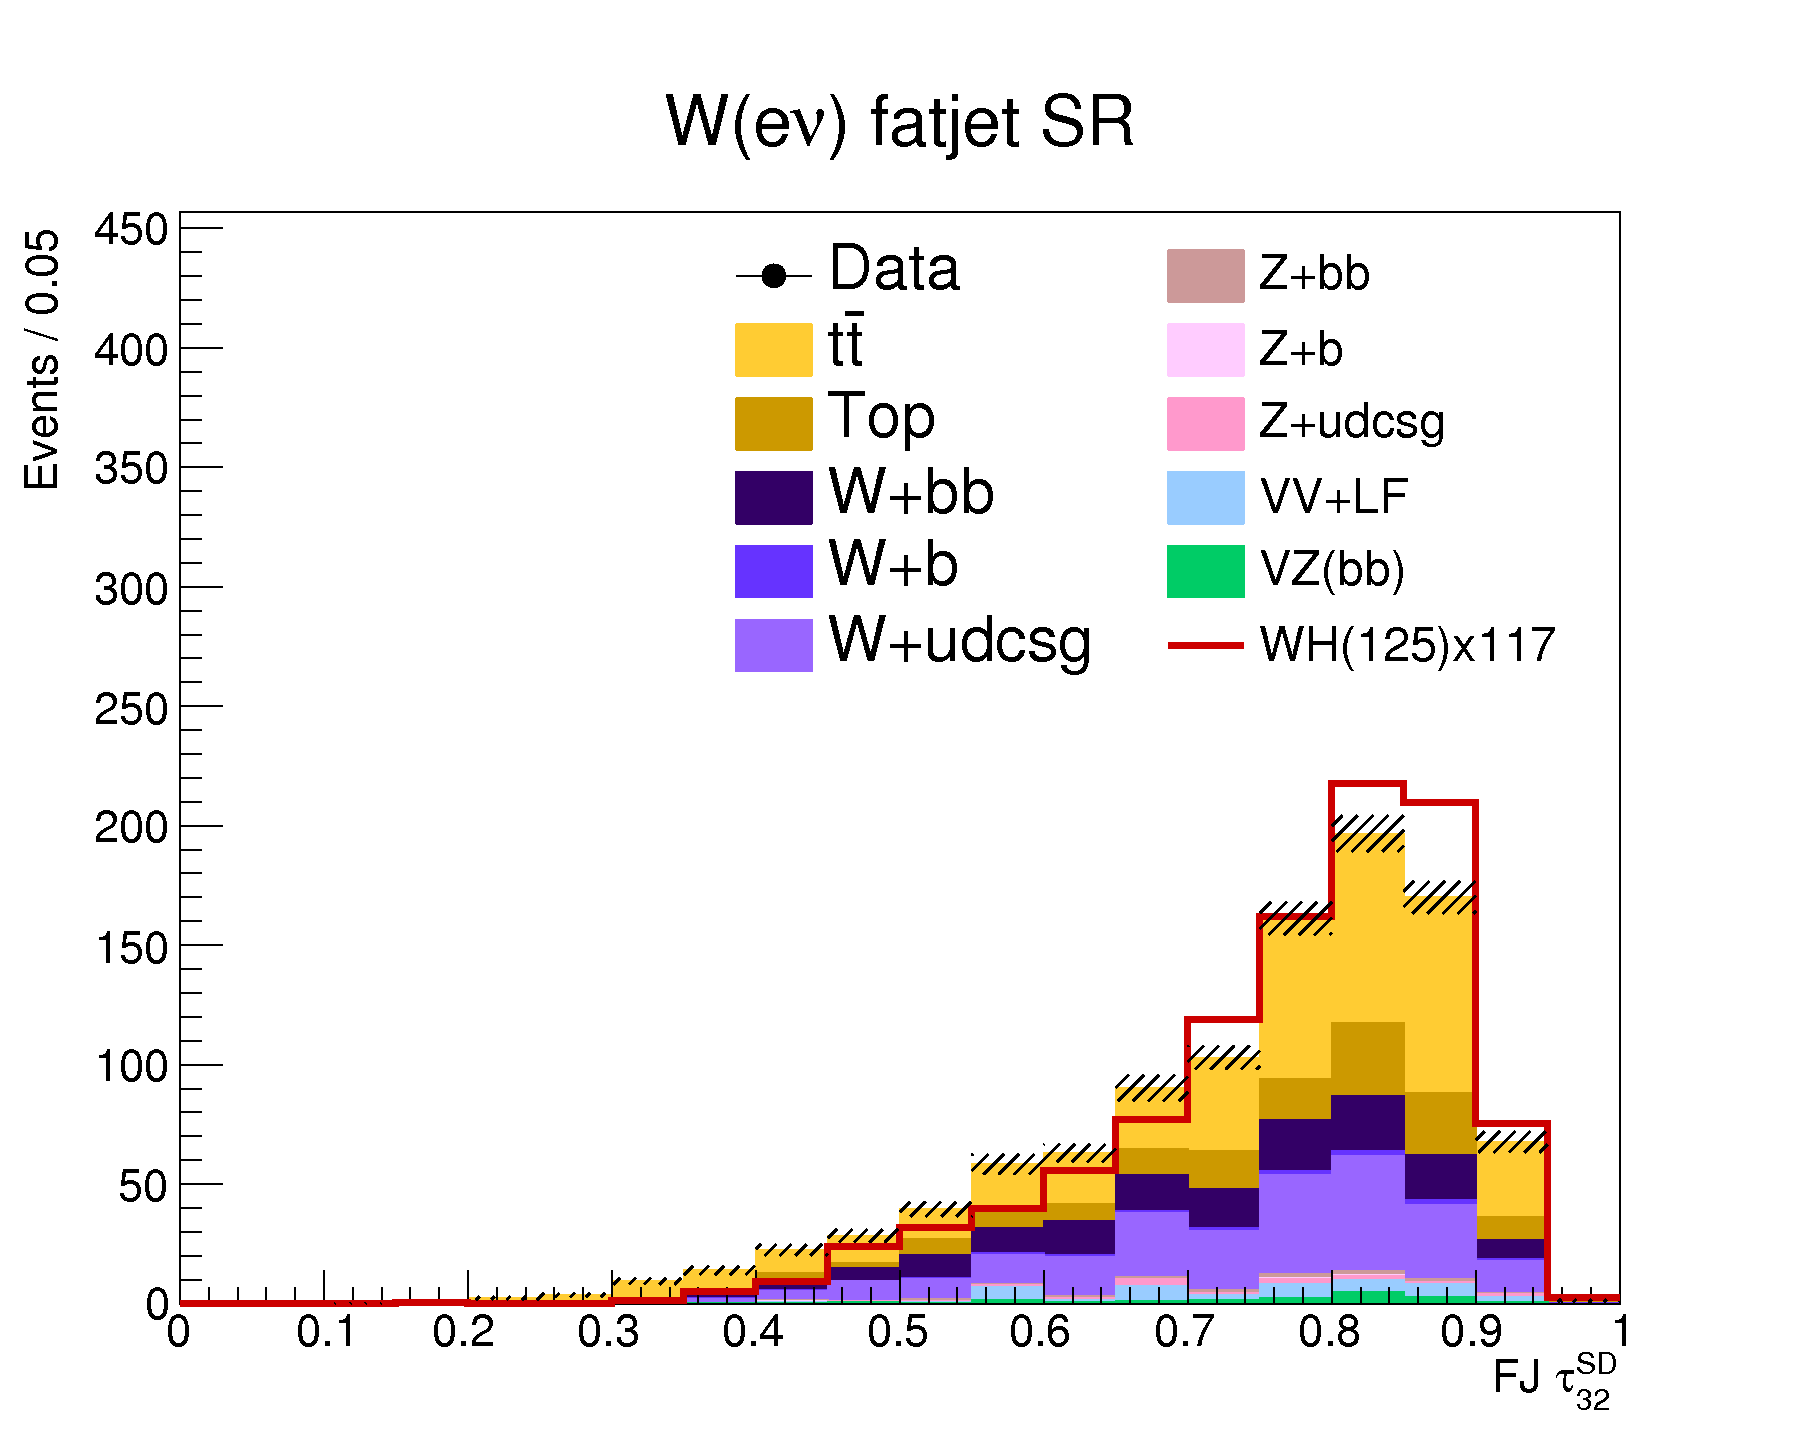 W(eν) fatjet SR
Events / 0.05
450
400
350
300
250
200
150
100
50
0
Data
tt̄
Top
W+bb
W+b
W+udcsg
Z+bb
Z+b
Z+udcsg
VV+LF
VZ(bb)
WH(125)x117
0 0.1 0.2 0.3 0.4 0.5 0.6 0.7 0.8 0.9 1
FJ τ₃₂^SD